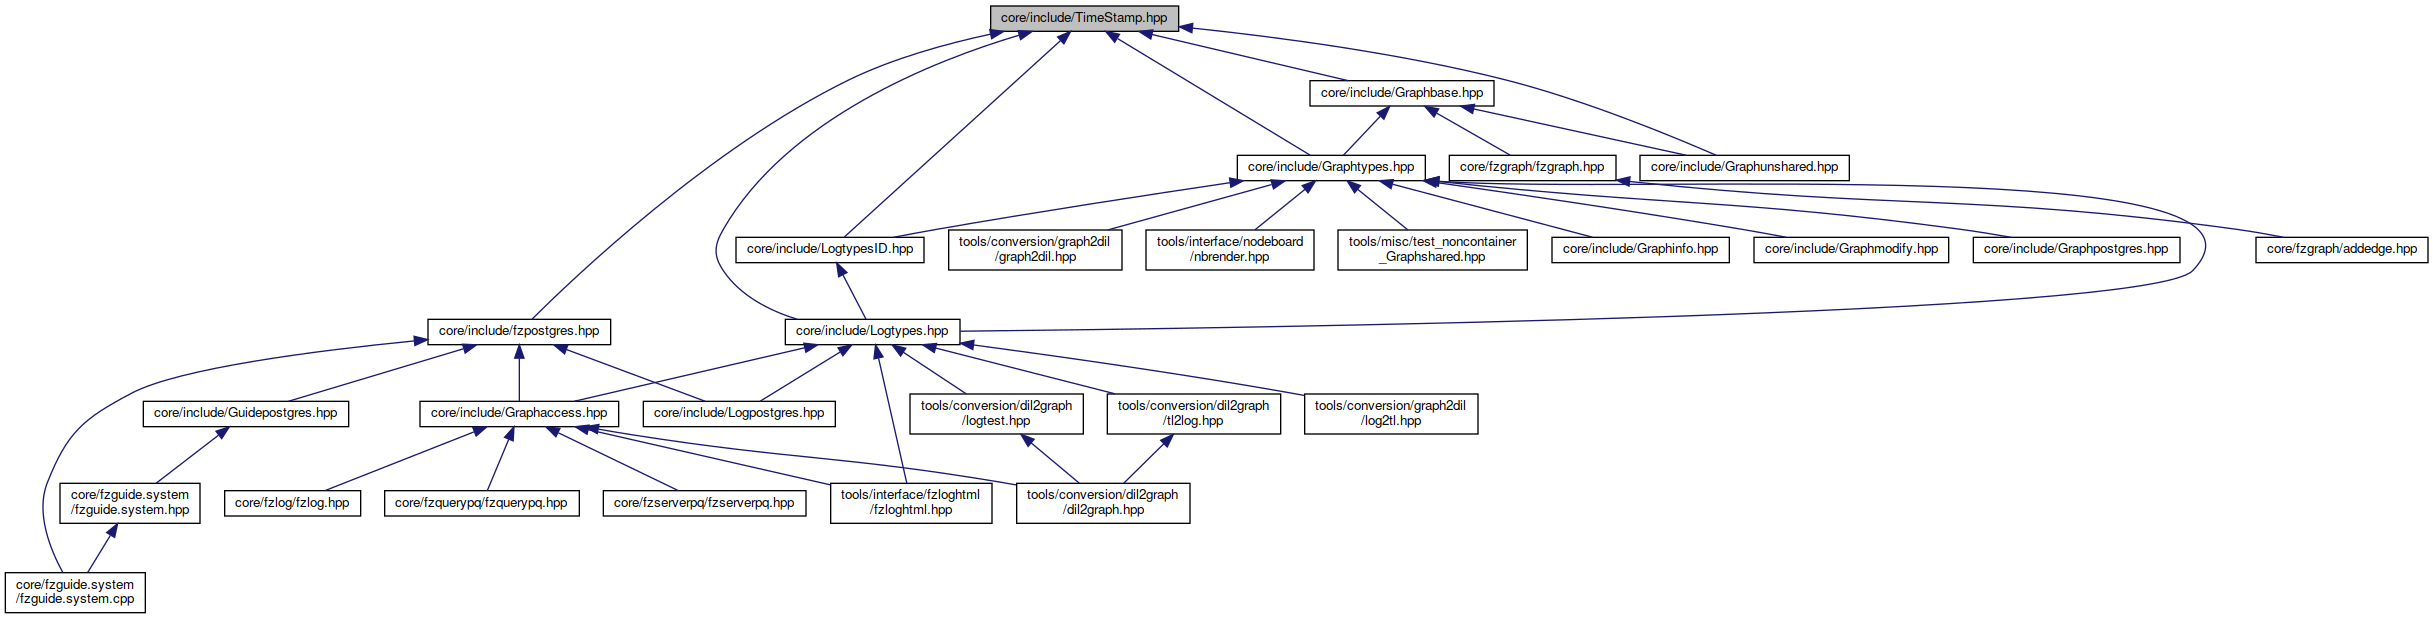 core/include/TimeStamp.hpp
core/include/Graphbase.hpp
core/include/Graphtypes.hpp
core/fzgraph/fzgraph.hpp
core/include/Graphunshared.hpp
core/include/LogtypesID.hpp
tools/conversion/graph2dil
/graph2dil.hpp
tools/interface/nodeboard
/nbrender.hpp
tools/misc/test_noncontainer
_Graphshared.hpp
core/include/Graphinfo.hpp
core/include/Graphmodify.hpp
core/include/Graphpostgres.hpp
core/fzgraph/addedge.hpp
core/include/fzpostgres.hpp
core/include/Logtypes.hpp
core/include/Guidepostgres.hpp
core/include/Graphaccess.hpp
core/include/Logpostgres.hpp
tools/conversion/dil2graph
/logtest.hpp
tools/conversion/dil2graph
/tl2log.hpp
tools/conversion/graph2dil
/log2tl.hpp
core/fzguide.system
/fzguide.system.hpp
core/fzlog/fzlog.hpp
core/fzquerypq/fzquerypq.hpp
core/fzserverpq/fzserverpq.hpp
tools/interface/fzloghtml
/fzloghtml.hpp
tools/conversion/dil2graph
/dil2graph.hpp
core/fzguide.system
/fzguide.system.cpp